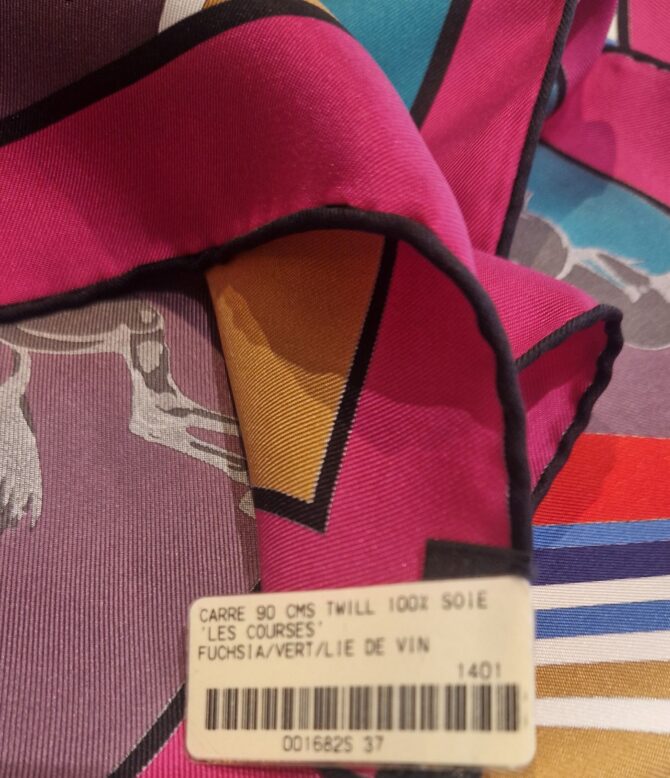 CARRE 90 CMS TWILL 100% SOIE
'LES COURSES'
FUCHSIA/VERT/LIE DE VIN
1401
001682S 37